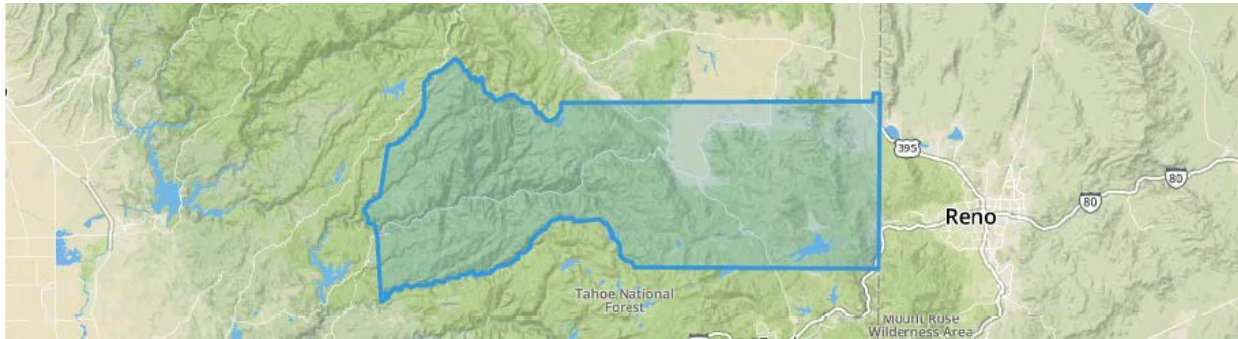 395
80
80
Reno
Tahoe National
Forest
Mount Rose
Wilderness Area